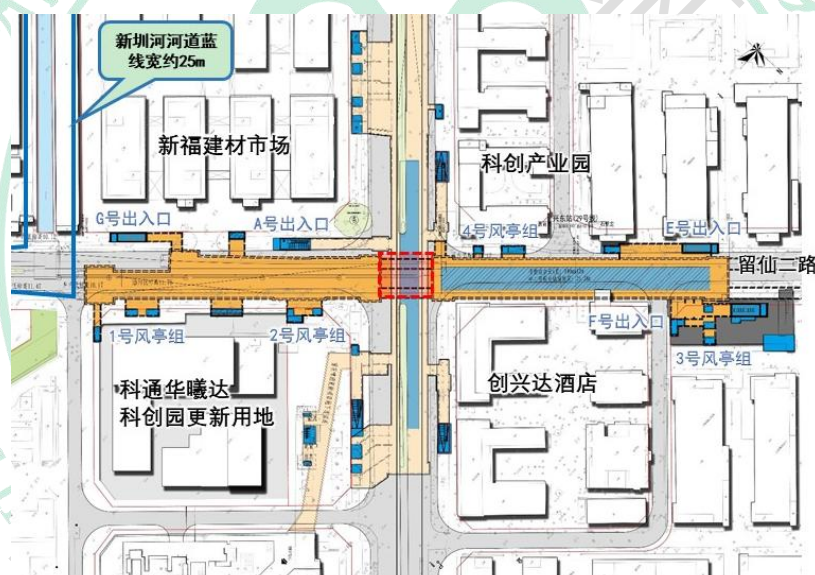 新圳河河道蓝
线宽约25m
新福建材市场
科创产业园
G号出入口
A号出入口
4号风亭组
E号出入口
留仙二路
1号风亭组
2号风亭组
F号出入口
3号风亭组
科通华曦达
科创园更新用地
创兴达酒店